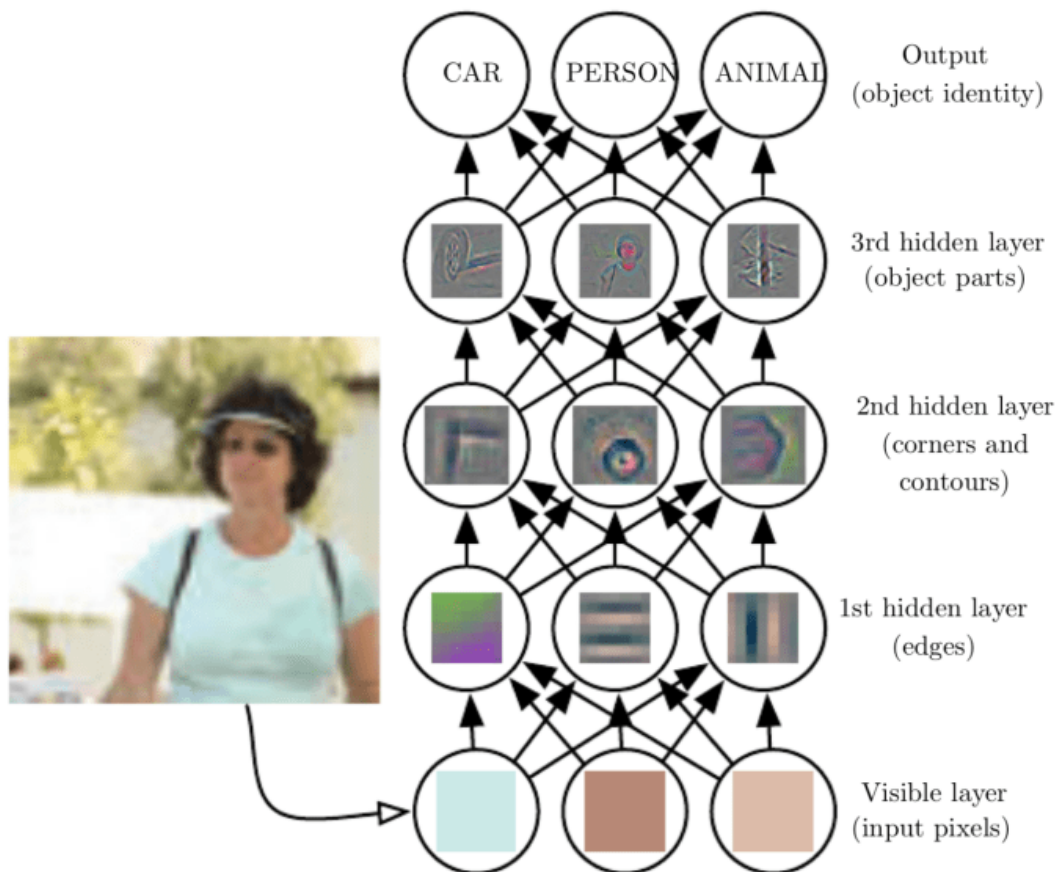 CAR
PERSON
ANIMAL
Output
(object identity)
3rd hidden layer
(object parts)
2nd hidden layer
(corners and
contours)
1st hidden layer
(edges)
Visible layer
(input pixels)